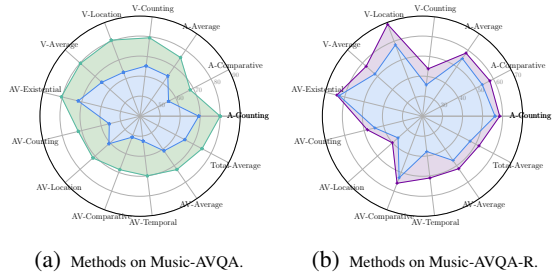 V-Counting
V-Location
A-Average
V-Average
A-Comparative
AV-Existential
A-Counting
AV-Counting
Total-Average
AV-Location
AV-Average
AV-Comparative
AV-Temporal
(a) Methods on Music-AVQA.
V-Location
V-Counting
A-Average
V-Average
A-Comparative
AV-Existential
A-Counting
AV-Counting
Total-Average
AV-Location
AV-Average
AV-Comparative
AV-Temporal
(b) Methods on Music-AVQA-R.